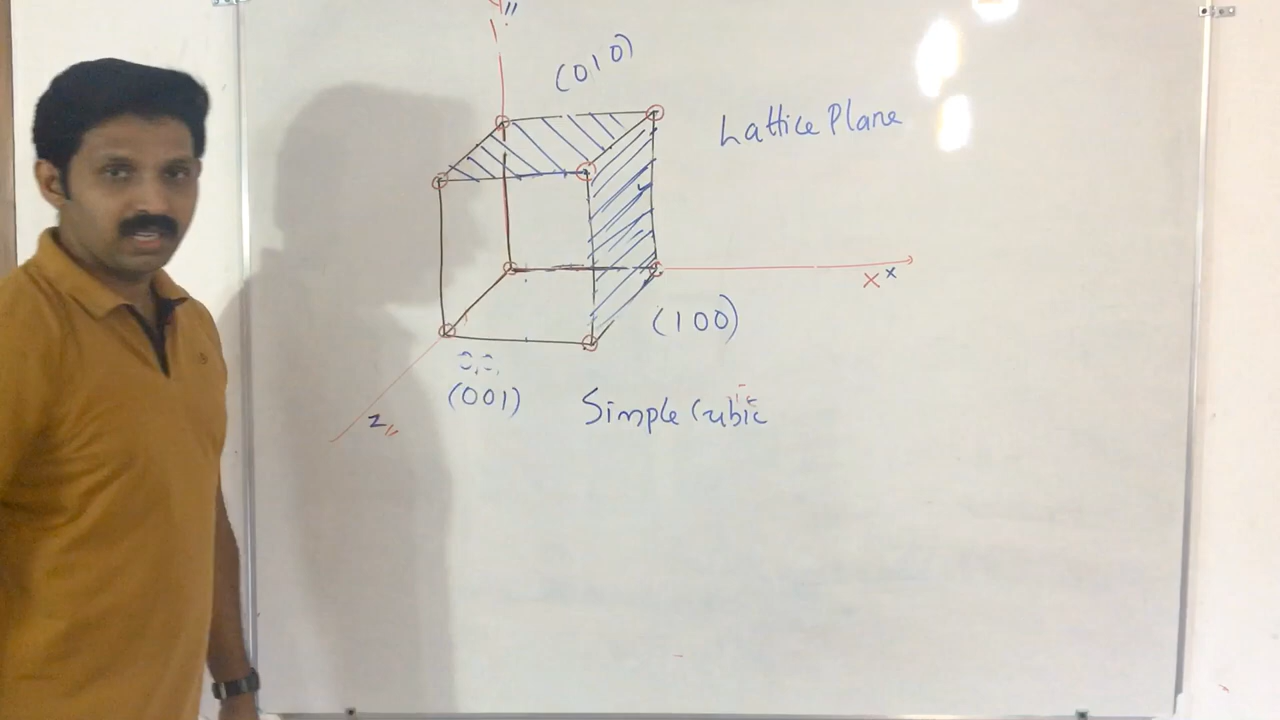 (010)
Lattice Plane
X x
(100)
(001)
Simple Cubic
Z